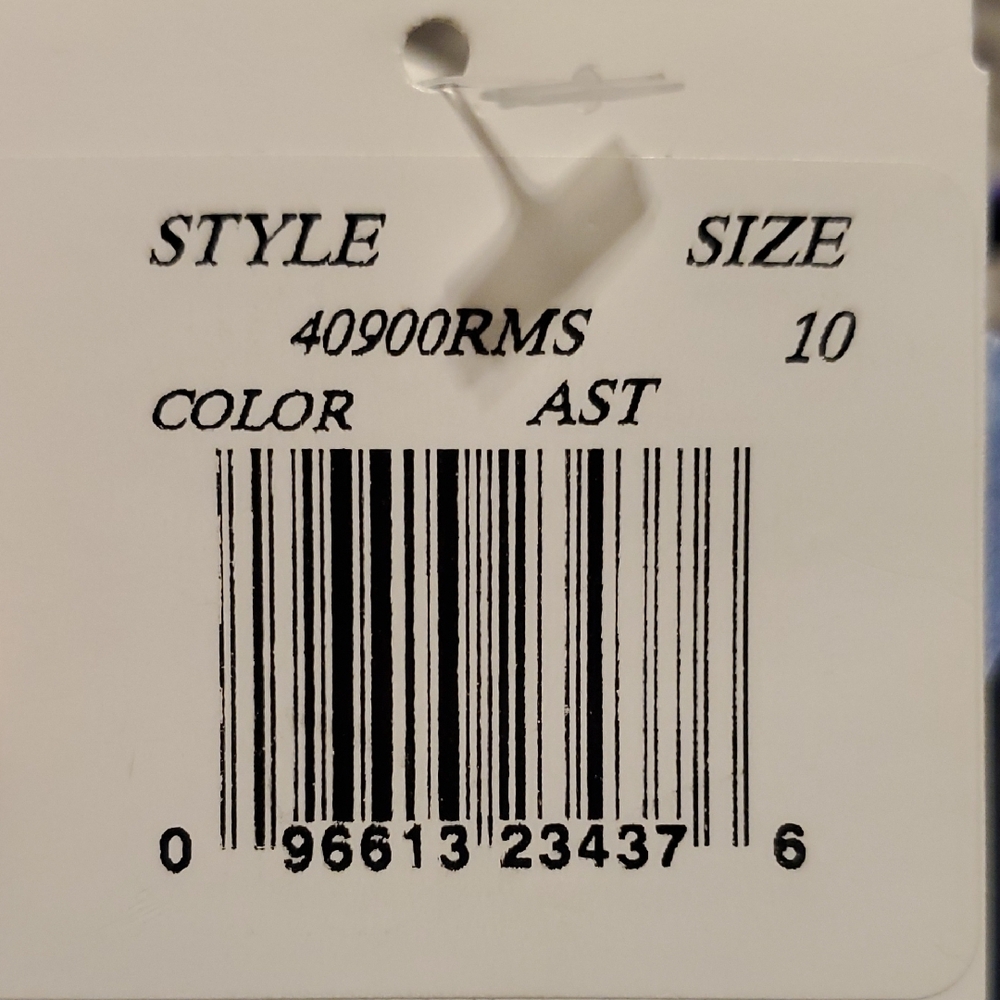 STYLE SIZE
40900RMS 10
COLOR AST
0 96613 23437 6